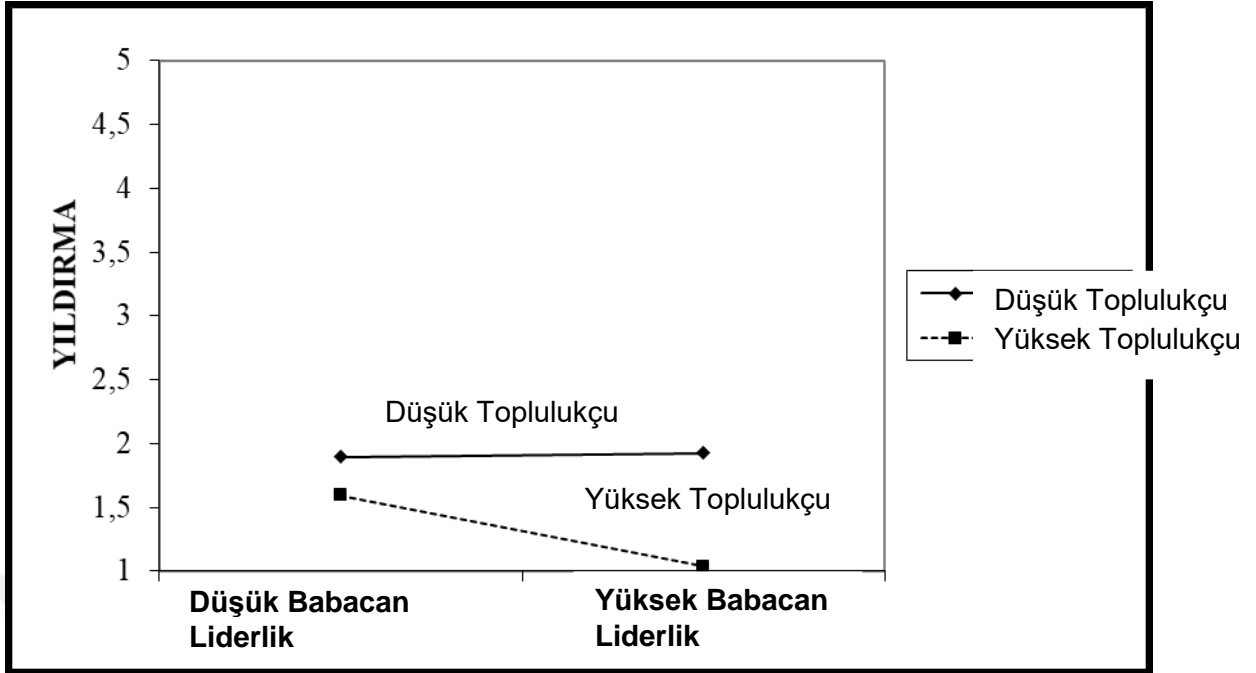 YILDIRMA
5
4,5
4
3,5
3
2,5
2
1,5
1
Düşük Toplulukçu
Yüksek Toplulukçu
Düşük Babacan
Liderlik
Yüksek Babacan
Liderlik
Düşük Toplulukçu
Yüksek Toplulukçu